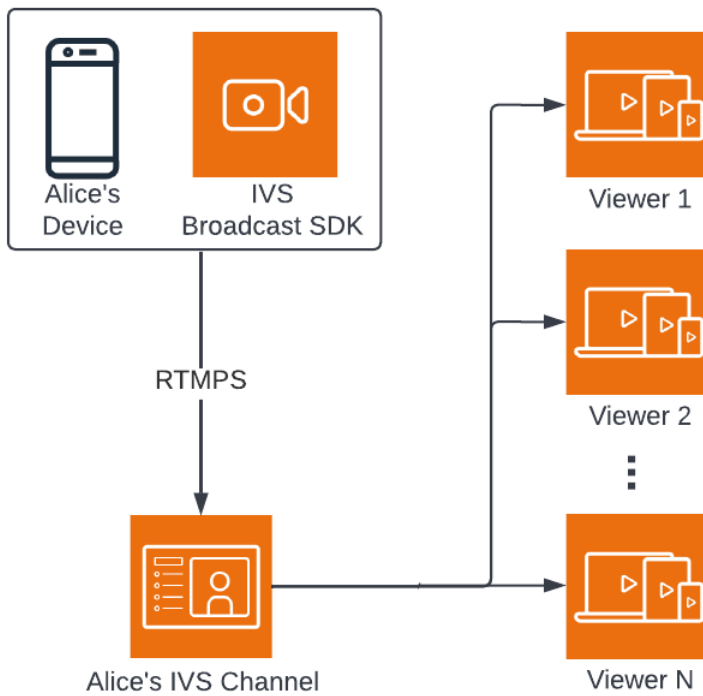 Alice's
Device
IVS
Broadcast SDK
RTMPS
Alice's IVS Channel
Viewer 1
Viewer 2
Viewer N